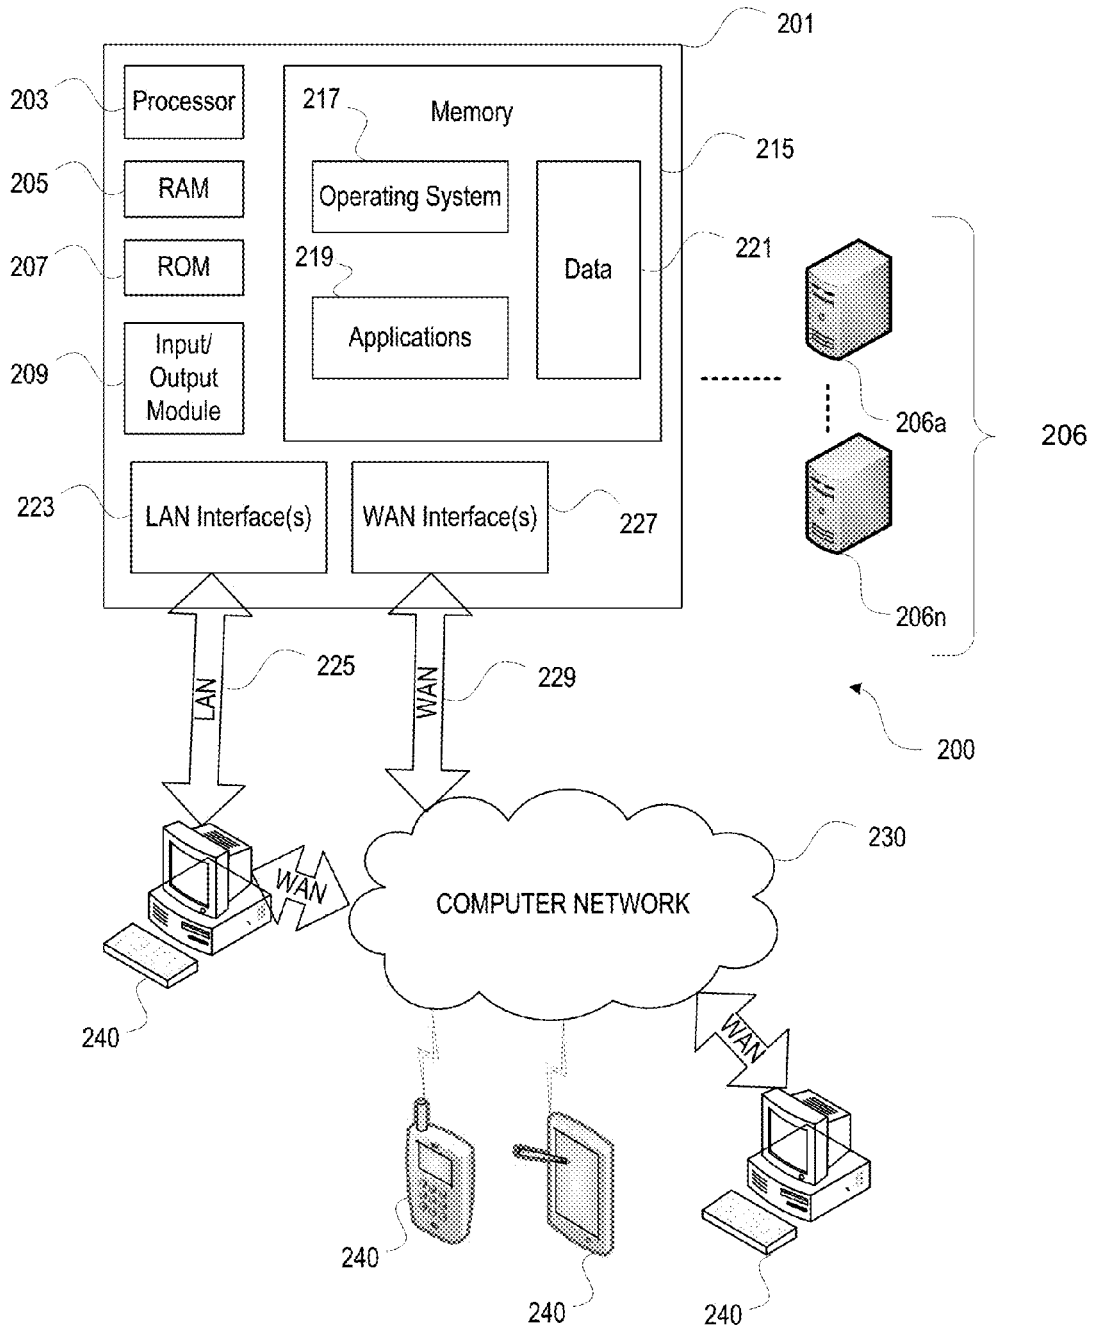 201
203
Processor
217
Memory
215
205
RAM
Operating System
207
ROM
219
Data
221
Applications
209
Input/
Output
Module
206a
206
223
LAN Interface(s)
WAN Interface(s)
227
206n
225
LAN
229
WAN
200
230
WAN
COMPUTER NETWORK
240
WAN
240
240
240